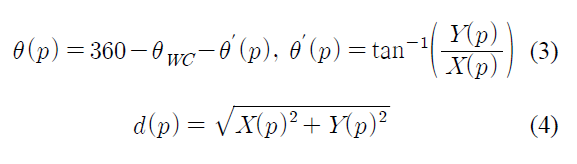 θ(p) = 360 − θ_WC − θ′(p), θ′(p) = tan⁻¹(Y(p)/X(p)) (3)
d(p) = √(X(p)² + Y(p)²) (4)